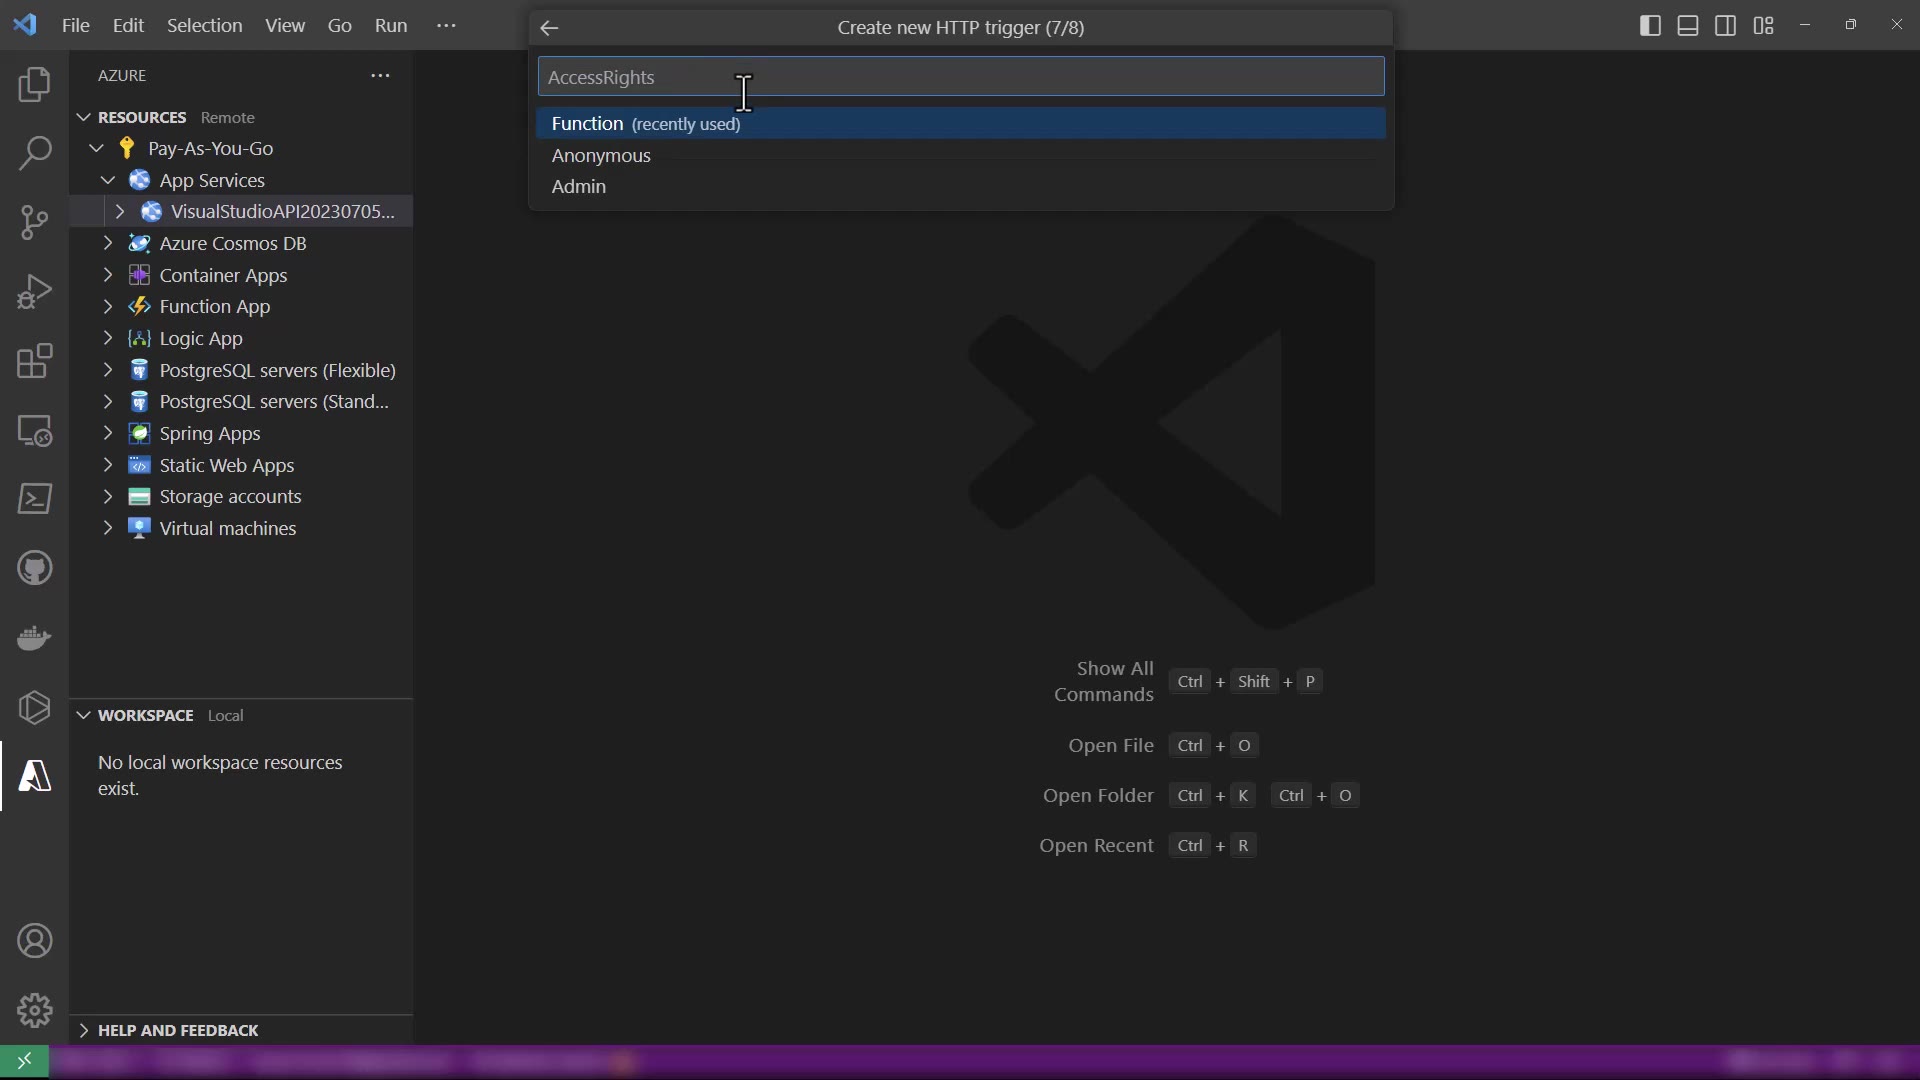 File Edit Selection View Go Run ···
Create new HTTP trigger (7/8)
AccessRights
Function (recently used)
Anonymous
Admin
AZURE
RESOURCES Remote
Pay-As-You-Go
App Services
VisualStudioAPI20230705...
Azure Cosmos DB
Container Apps
Function App
Logic App
PostgreSQL servers (Flexible)
PostgreSQL servers (Stand...
Spring Apps
Static Web Apps
Storage accounts
Virtual machines
WORKSPACE Local
No local workspace resources
exist.
HELP AND FEEDBACK
Show All
Commands Ctrl + Shift + P
Open File Ctrl + O
Open Folder Ctrl + K Ctrl + O
Open Recent Ctrl + R